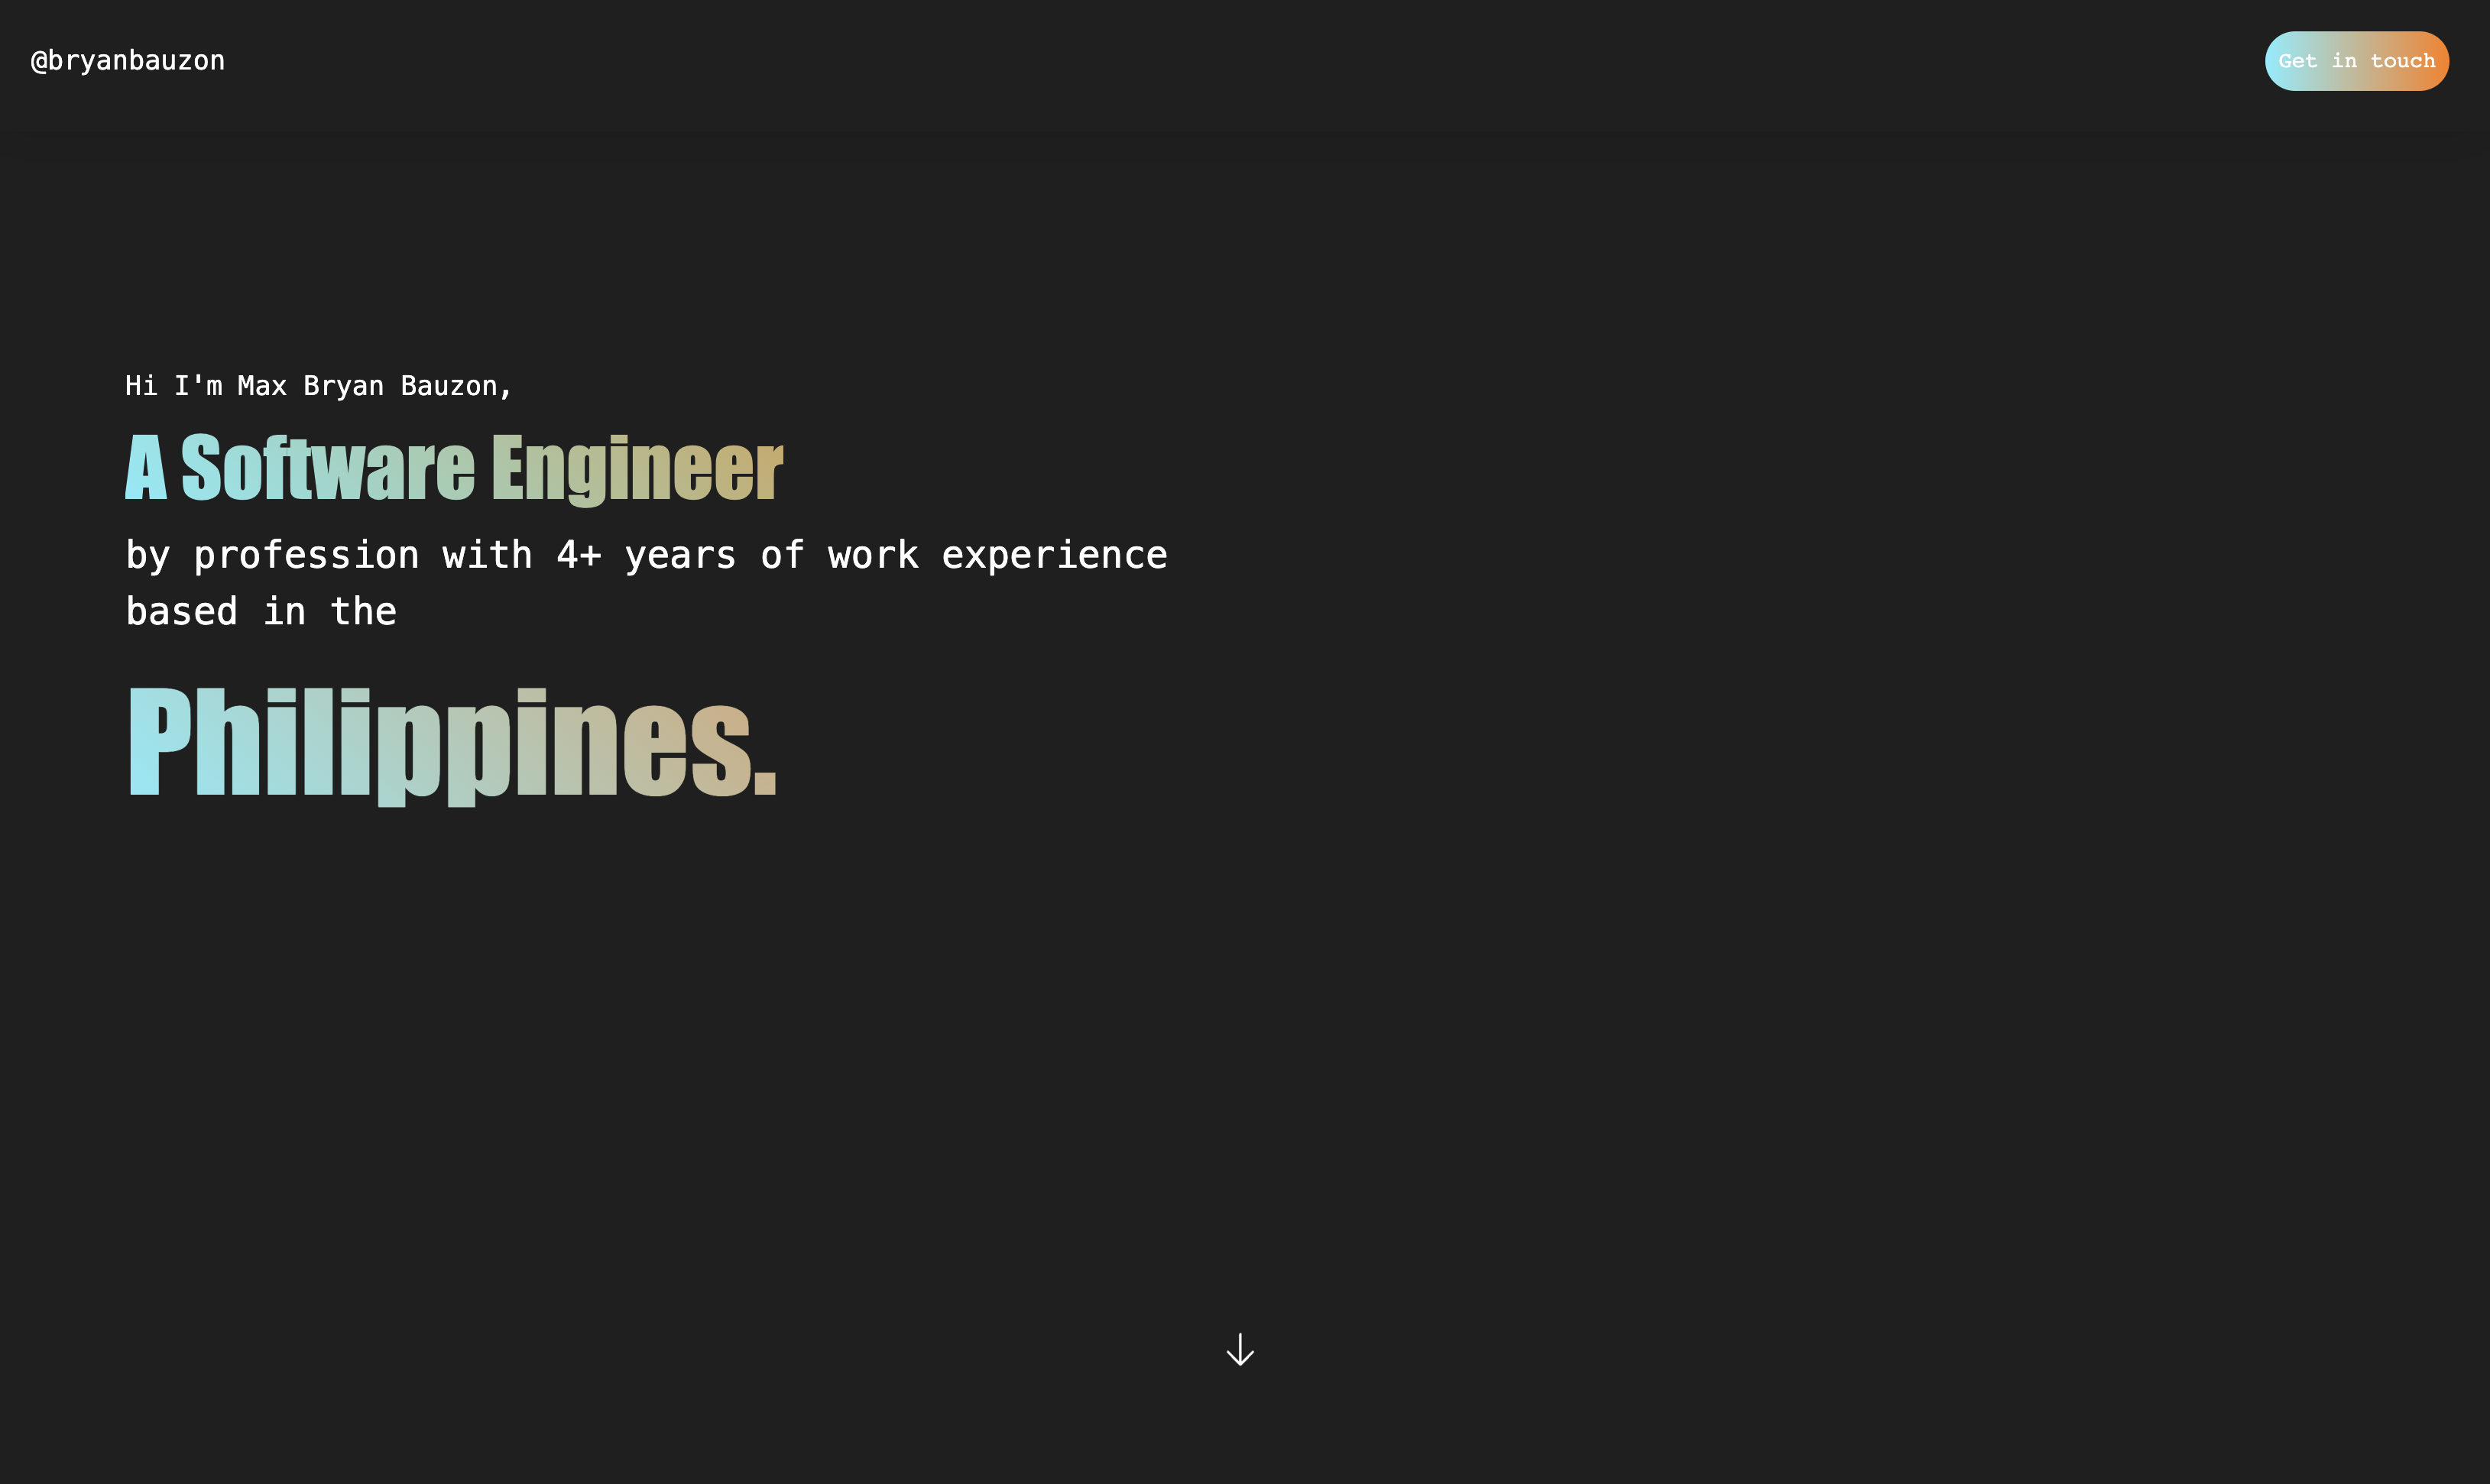 @bryanbauzon
Get in touch
Hi I'm Max Bryan Bauzon,
A Software Engineer
by profession with 4+ years of work experience
based in the
Philippines.